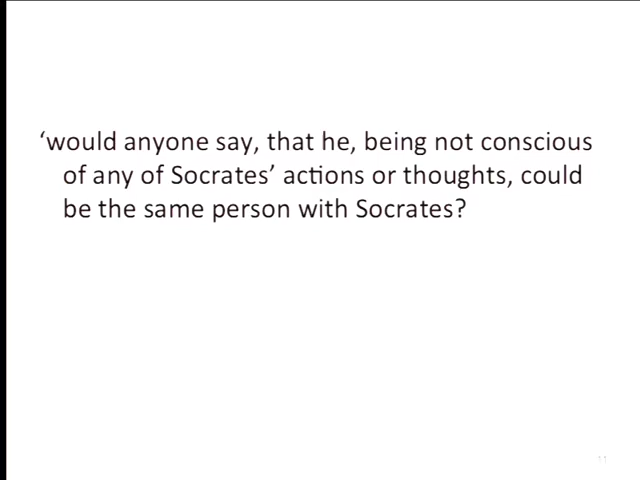 ‘would anyone say, that he, being not conscious
of any of Socrates’ actions or thoughts, could
be the same person with Socrates?
11